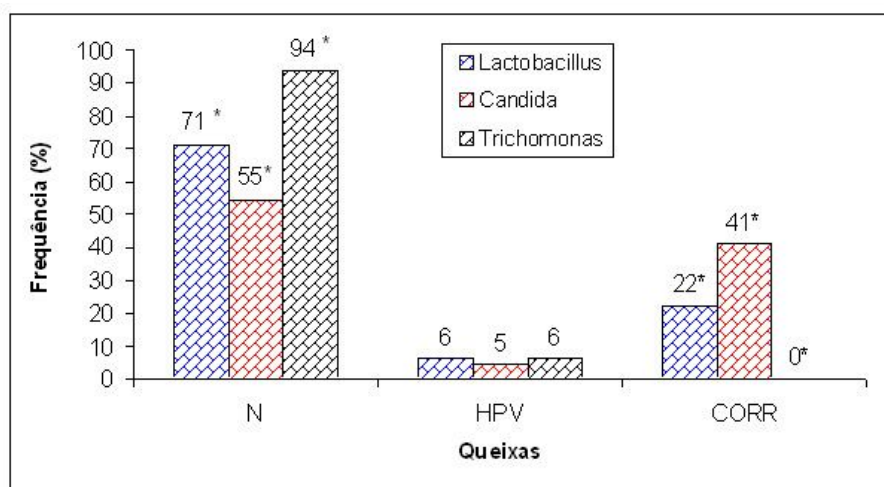 Frequência (%)
100
90
80
70
60
50
40
30
20
10
0
71 *
55*
94 *
6
5
6
22*
41*
0*
Lactobacillus
Candida
Trichomonas
N
HPV
CORR
Queixas